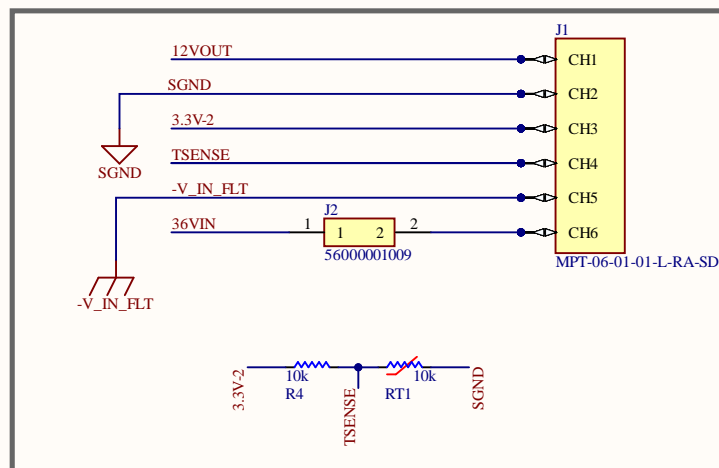 J1
12VOUT
CH1
SGND
CH2
3.3V-2
CH3
SGND
TSENSE
CH4
-V_IN_FLT
CH5
J2
36VIN
1
1
2
2
CH6
56000001009
MPT-06-01-01-L-RA-SD
-V_IN_FLT
3.3V-2
10k
R4
TSENSE
10k
RT1
SGND